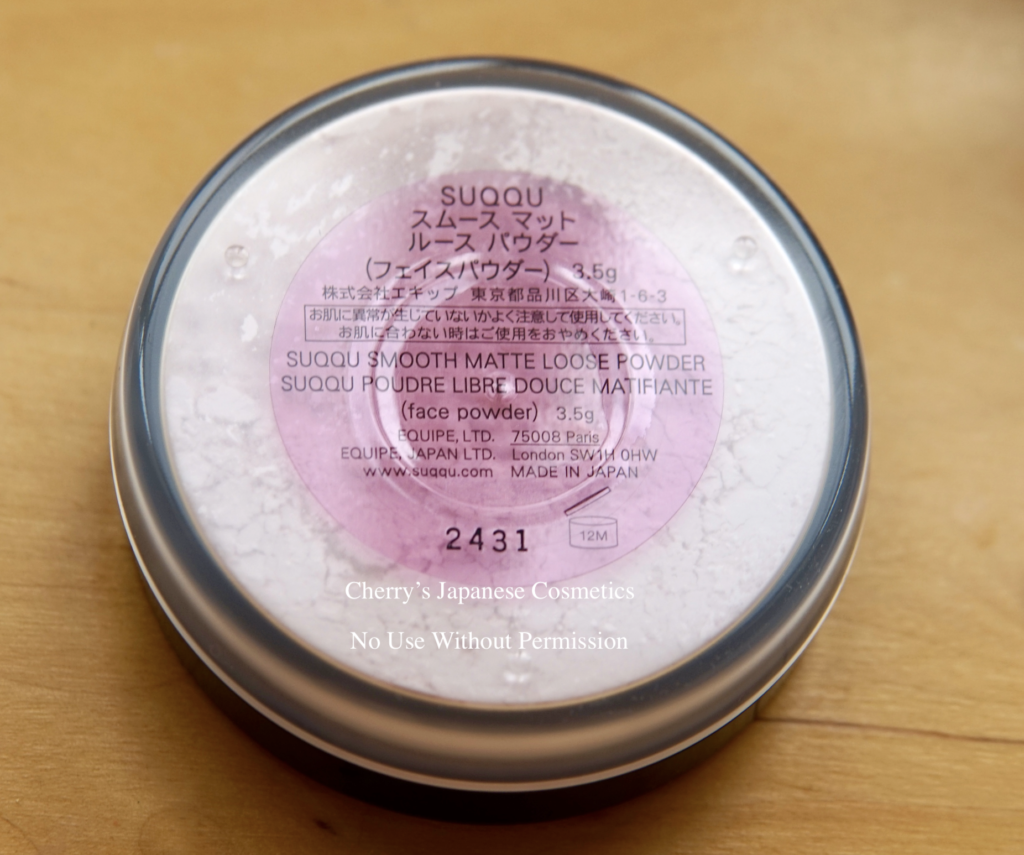 SUQQU
スムース マット
ルース パウダー
(フェイスパウダー) 3.5g
株式会社エキップ 東京都品川区大崎1-6-3
お肌に異常が生じていないかよく注意して使用してください。
お肌に合わない時はご使用をおやめください。
SUQQU SMOOTH MATTE LOOSE POWDER
SUQQU POUDRE LIBRE DOUCE MATIFIANTE
(face powder) 3.5g
EQUIPE, LTD. 75008 Paris
EQUIPE, JAPAN LTD. London SW1H 0HW
www.suqqu.com MADE IN JAPAN
2431 12M
Cherry's Japanese Cosmetics
No Use Without Permission